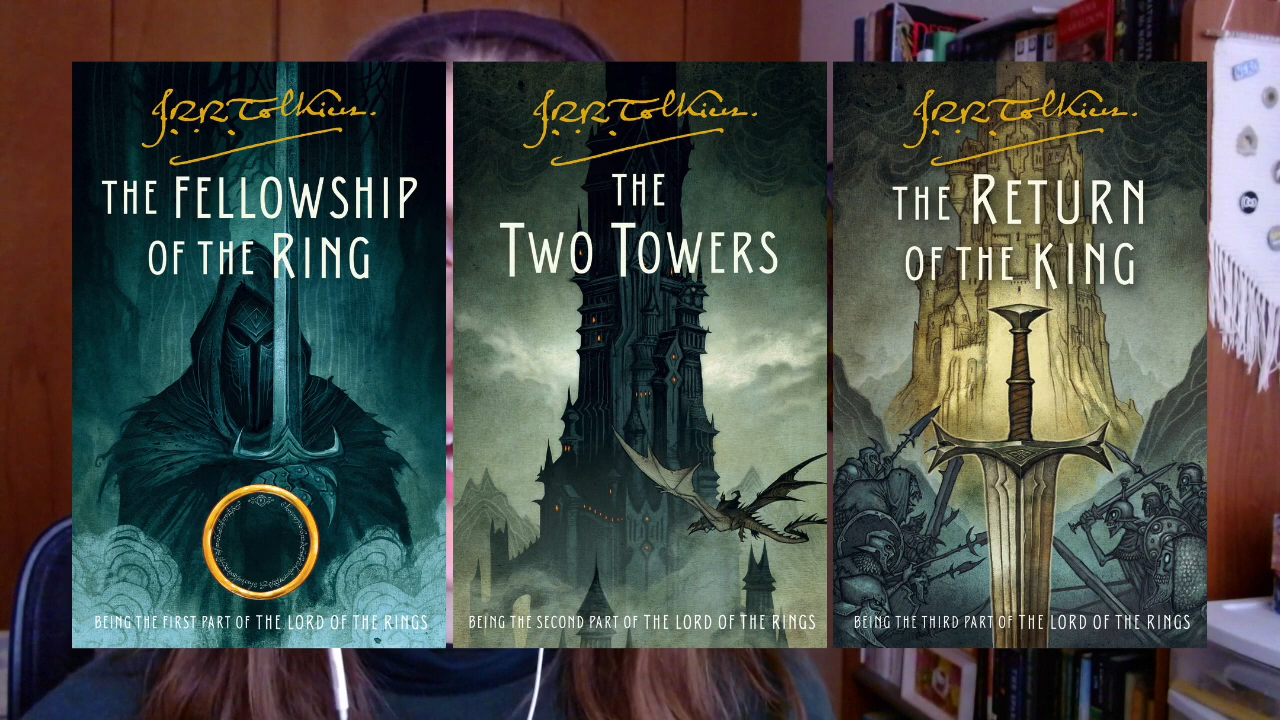 J.R.R. Tolkien.
THE FELLOWSHIP
OF THE RING
BEING THE FIRST PART OF THE LORD OF THE RINGS
J.R.R. Tolkien.
THE
TWO TOWERS
BEING THE SECOND PART OF THE LORD OF THE RINGS
J.R.R. Tolkien.
THE RETURN
OF THE KING
BEING THE THIRD PART OF THE LORD OF THE RINGS